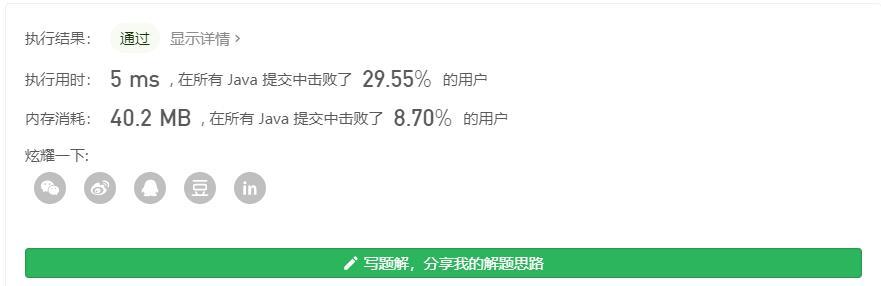 执行结果： 通过 显示详情 >
执行用时： 5 ms , 在所有 Java 提交中击败了 29.55% 的用户
内存消耗： 40.2 MB , 在所有 Java 提交中击败了 8.70% 的用户
炫耀一下:
豆 in
写题解，分享我的解题思路